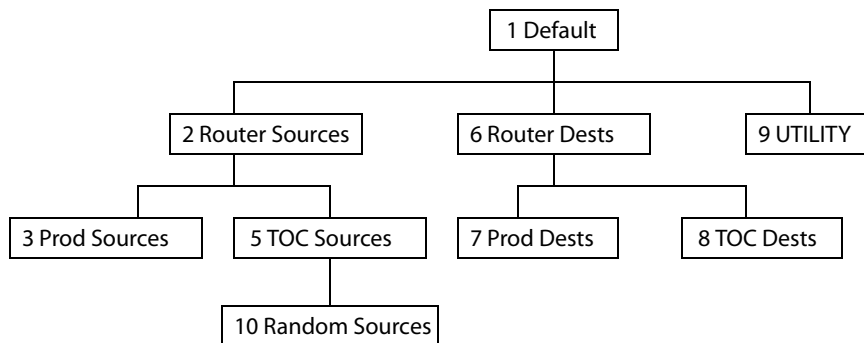 1 Default
2 Router Sources
6 Router Dests
9 UTILITY
3 Prod Sources
5 TOC Sources
7 Prod Dests
8 TOC Dests
10 Random Sources